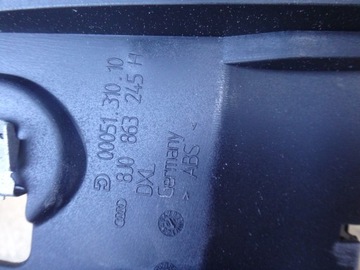 00051.310.10
8J0 863 245 H
DXL
Germany
> ABS <